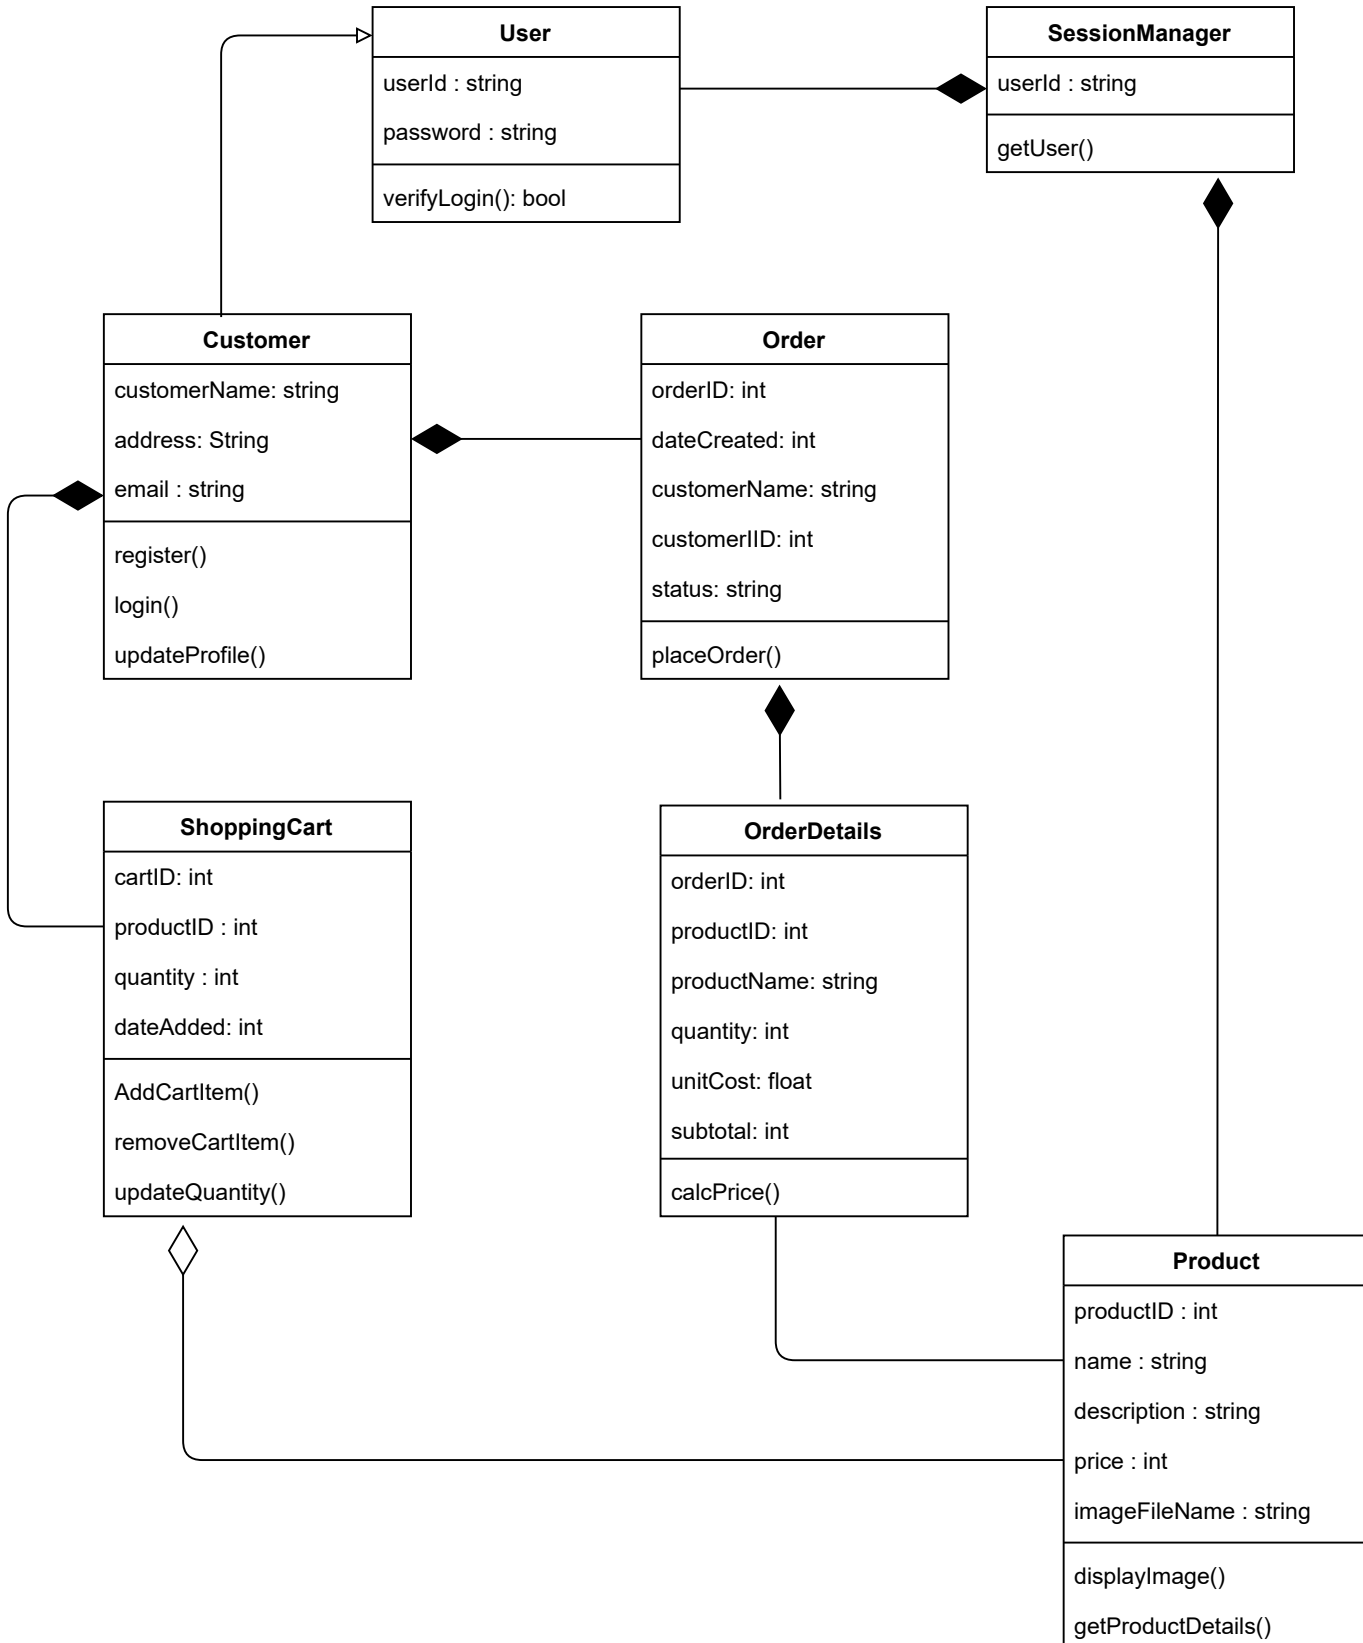 User
userId : string
password : string
verifyLogin(): bool
SessionManager
userId : string
getUser()
Customer
customerName: string
address: String
email : string
register()
login()
updateProfile()
Order
orderID: int
dateCreated: int
customerName: string
customerIID: int
status: string
placeOrder()
ShoppingCart
cartID: int
productID : int
quantity : int
dateAdded: int
AddCartItem()
removeCartItem()
updateQuantity()
OrderDetails
orderID: int
productID: int
productName: string
quantity: int
unitCost: float
subtotal: int
calcPrice()
Product
productID : int
name : string
description : string
price : int
imageFileName : string
displayImage()
getProductDetails()